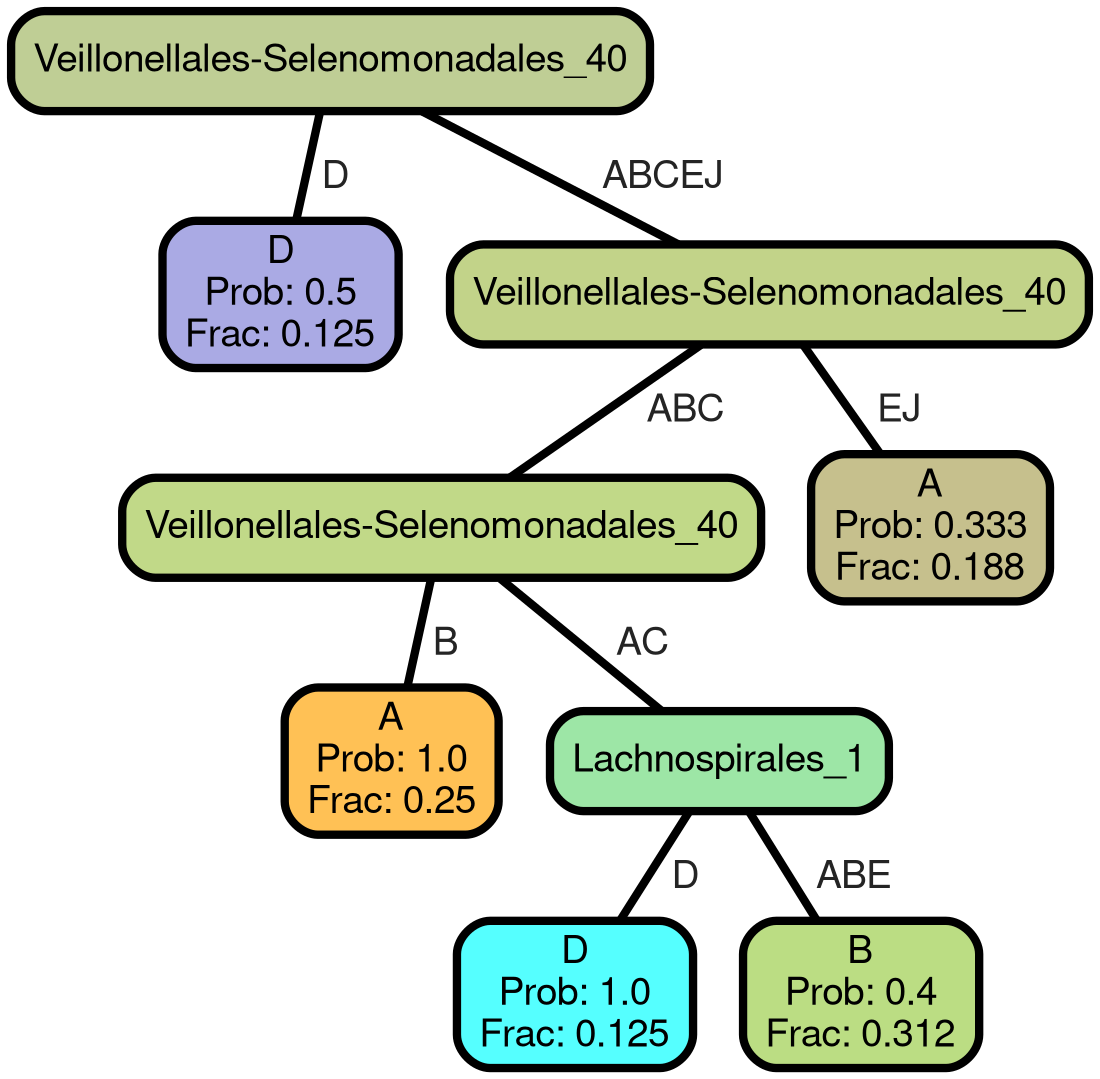 Veillonellales-Selenomonadales_40
D
ABCEJ
D
Prob: 0.5
Frac: 0.125
Veillonellales-Selenomonadales_40
ABC
EJ
Veillonellales-Selenomonadales_40
A
Prob: 0.333
Frac: 0.188
B
AC
A
Prob: 1.0
Frac: 0.25
Lachnospirales_1
D
ABE
D
Prob: 1.0
Frac: 0.125
B
Prob: 0.4
Frac: 0.312